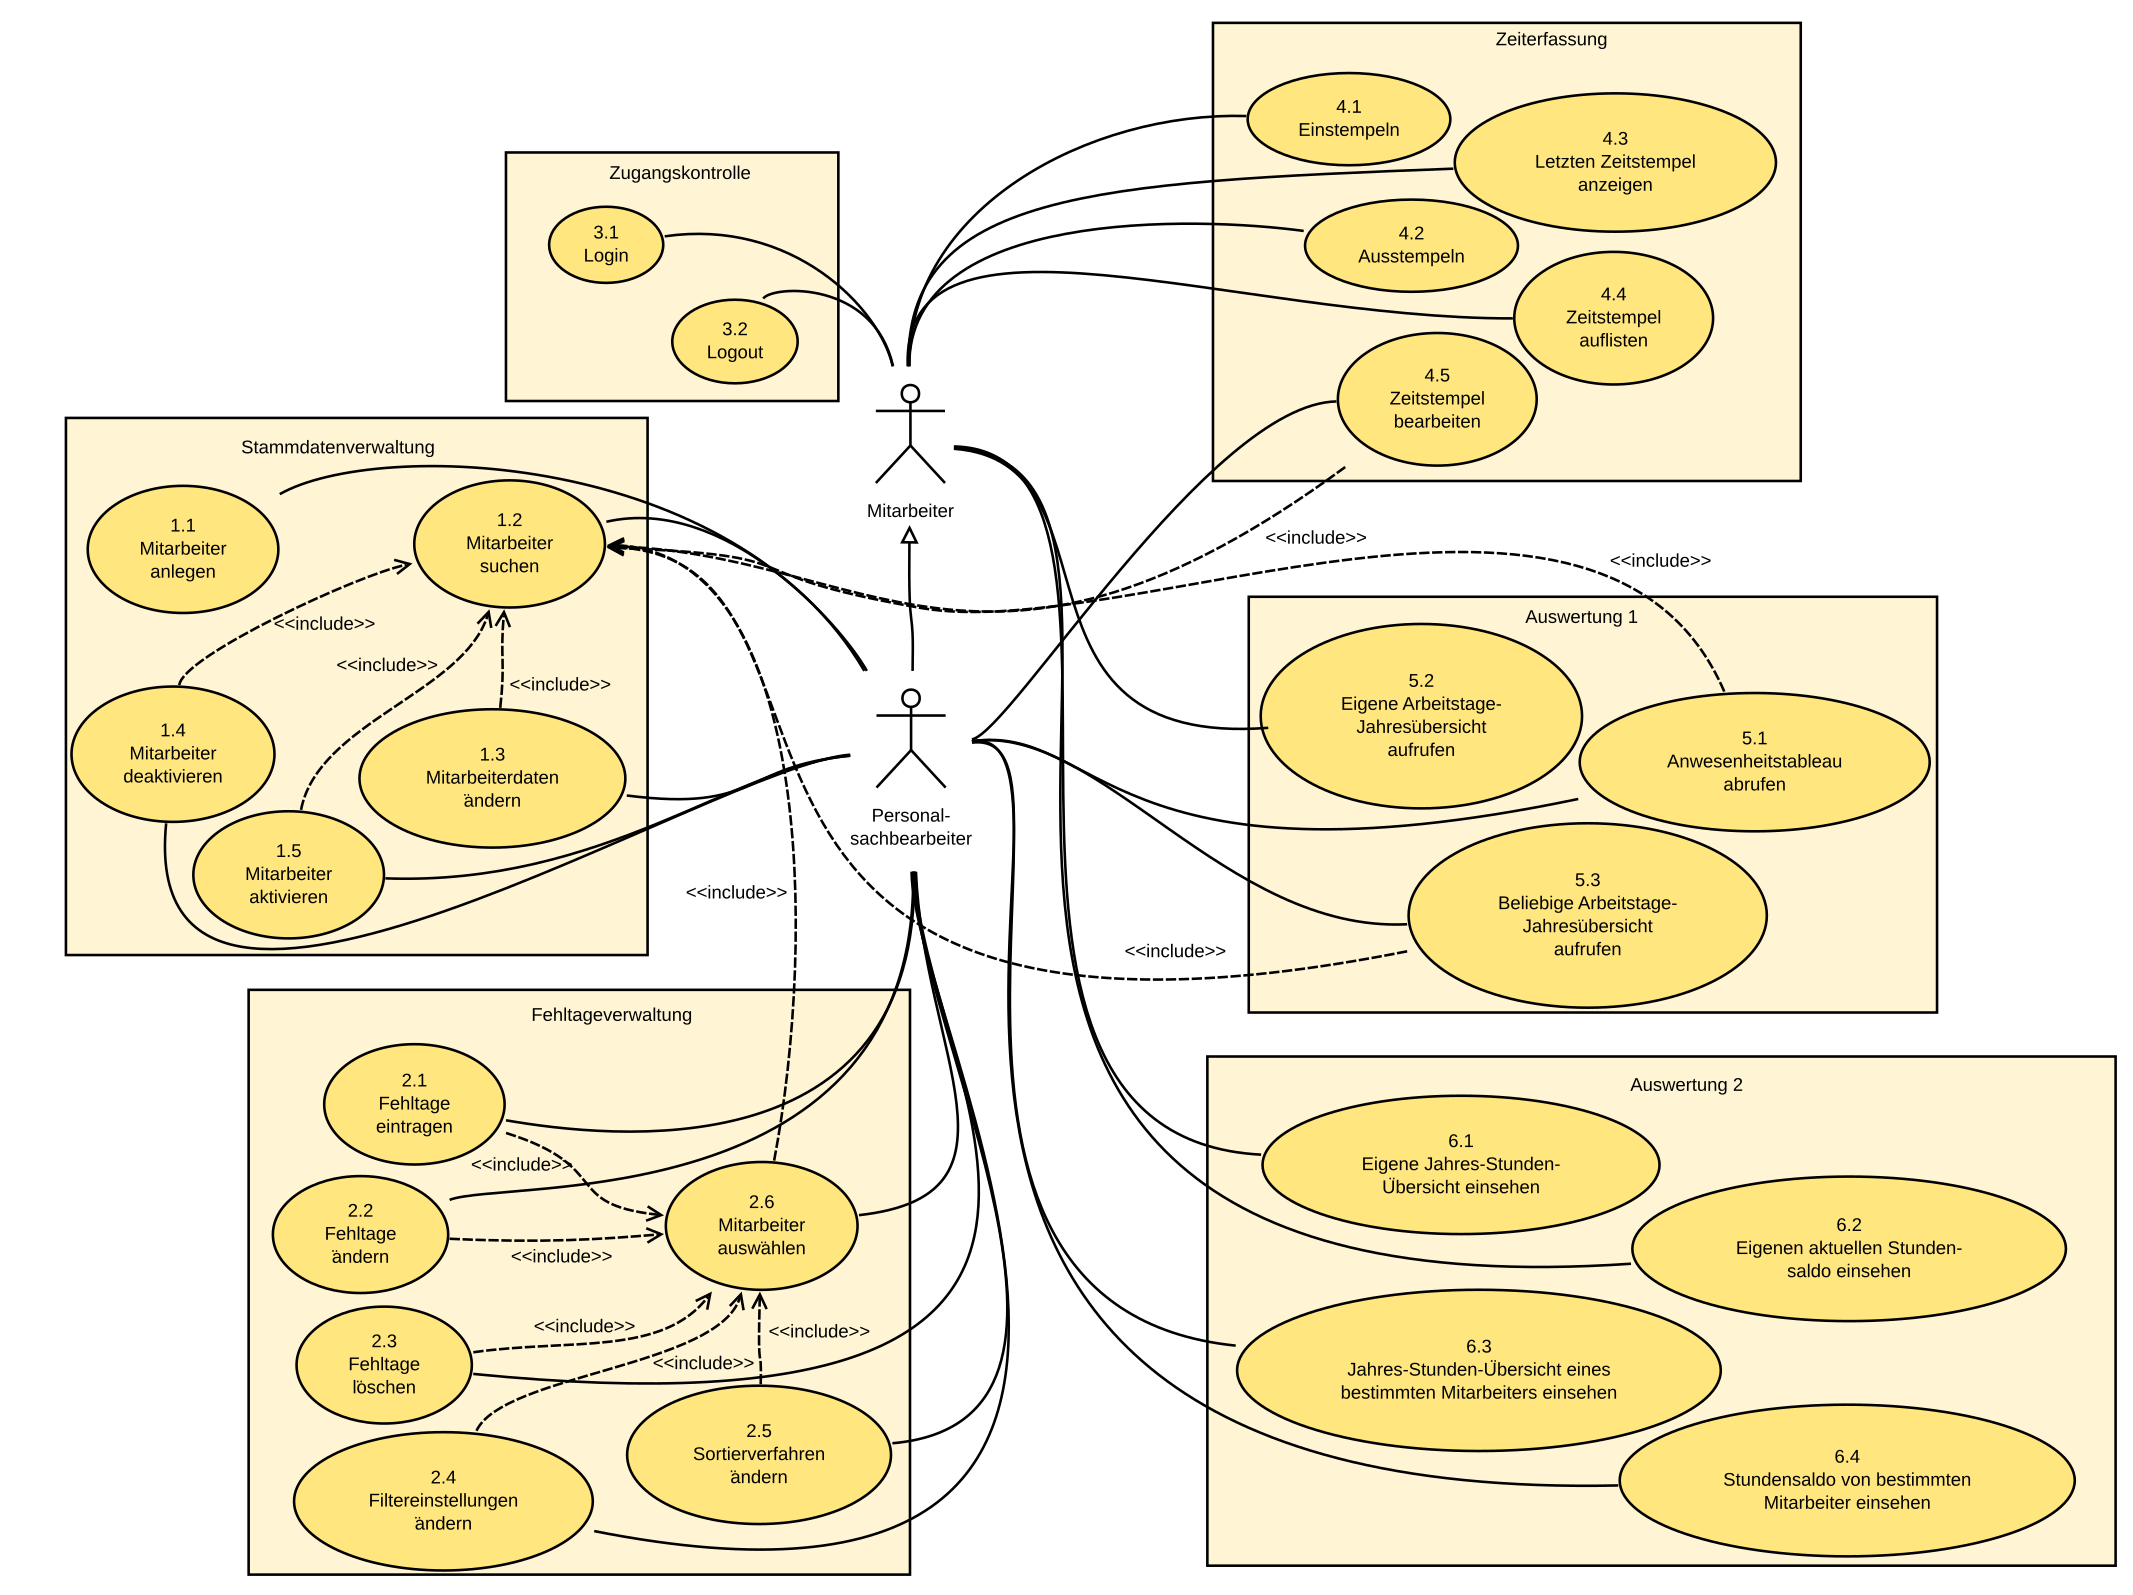 Zeiterfassung
4.1
Einstempeln
4.3
Letzten Zeitstempel
anzeigen
4.2
Ausstempeln
4.4
Zeitstempel
auflisten
4.5
Zeitstempel
bearbeiten
Zugangskontrolle
3.1
Login
3.2
Logout
Mitarbeiter
Stammdatenverwaltung
1.1
Mitarbeiter
anlegen
1.2
Mitarbeiter
suchen
<<include>>
<<include>>
<<include>>
1.4
Mitarbeiter
deaktivieren
1.3
Mitarbeiterdaten
ändern
1.5
Mitarbeiter
aktivieren
<<include>>
<<include>>
Personal-
sachbearbeiter
<<include>>
<<include>>
Auswertung 1
5.2
Eigene Arbeitstage-
Jahresübersicht
aufrufen
5.1
Anwesenheitstableau
abrufen
5.3
Beliebige Arbeitstage-
Jahresübersicht
aufrufen
Fehltageverwaltung
2.1
Fehltage
eintragen
<<include>>
2.2
Fehltage
ändern
<<include>>
2.6
Mitarbeiter
auswählen
2.3
Fehltage
löschen
<<include>>
<<include>>
<<include>>
2.4
Filtereinstellungen
ändern
2.5
Sortierverfahren
ändern
Auswertung 2
6.1
Eigene Jahres-Stunden-
Übersicht einsehen
6.2
Eigenen aktuellen Stunden-
saldo einsehen
6.3
Jahres-Stunden-Übersicht eines
bestimmten Mitarbeiters einsehen
6.4
Stundensaldo von bestimmten
Mitarbeiter einsehen